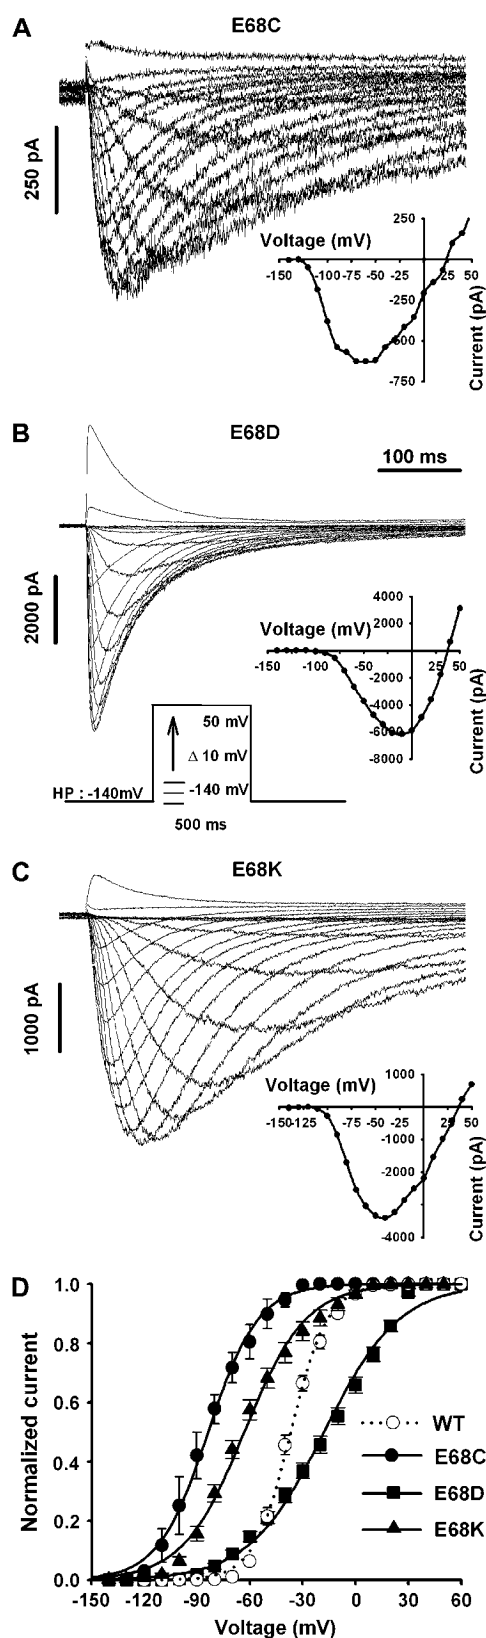 A
E68C
250 pA
Voltage (mV)
250
-150 -100 -75 -50 -25 0 25 50
-250
-500
-750
Current (pA)
B
E68D
100 ms
2000 pA
Voltage (mV)
4000
2000
-150 -100 -50 0 50
-2000
-4000
-6000
-8000
Current (pA)
50 mV
Δ 10 mV
HP : -140mV
-140 mV
500 ms
C
E68K
1000 pA
Voltage (mV)
1000
-150 -125 -75 -50 -25 0 25 50
-1000
-2000
-4000
Current (pA)
D
Normalized current
1.0
0.8
0.6
0.4
0.2
0.0
WT
E68C
E68D
E68K
-150 -120 -90 -60 -30 0 30 60
Voltage (mV)